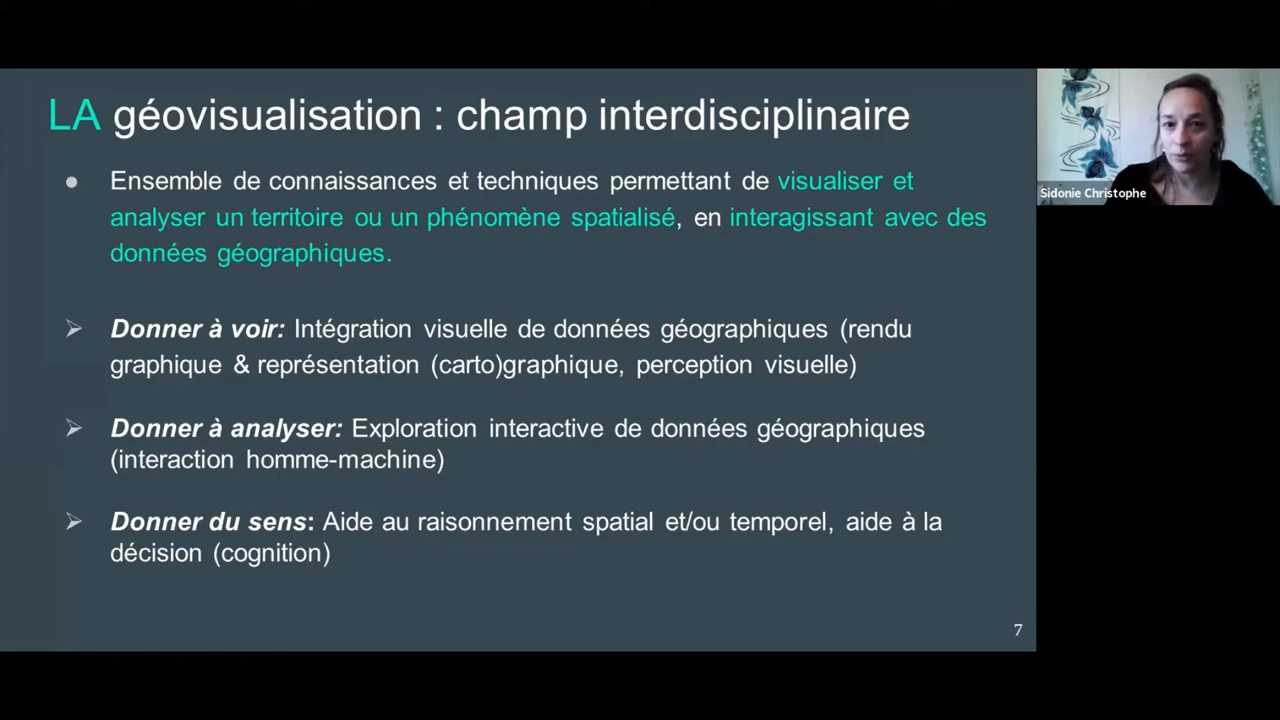 LA géovisualisation : champ interdisciplinaire
● Ensemble de connaissances et techniques permettant de visualiser et
analyser un territoire ou un phénomène spatialisé, en interagissant avec des
données géographiques.
➢ Donner à voir: Intégration visuelle de données géographiques (rendu
graphique & représentation (carto)graphique, perception visuelle)
➢ Donner à analyser: Exploration interactive de données géographiques
(interaction homme-machine)
➢ Donner du sens: Aide au raisonnement spatial et/ou temporel, aide à la
décision (cognition)
7
Sidonie Christophe